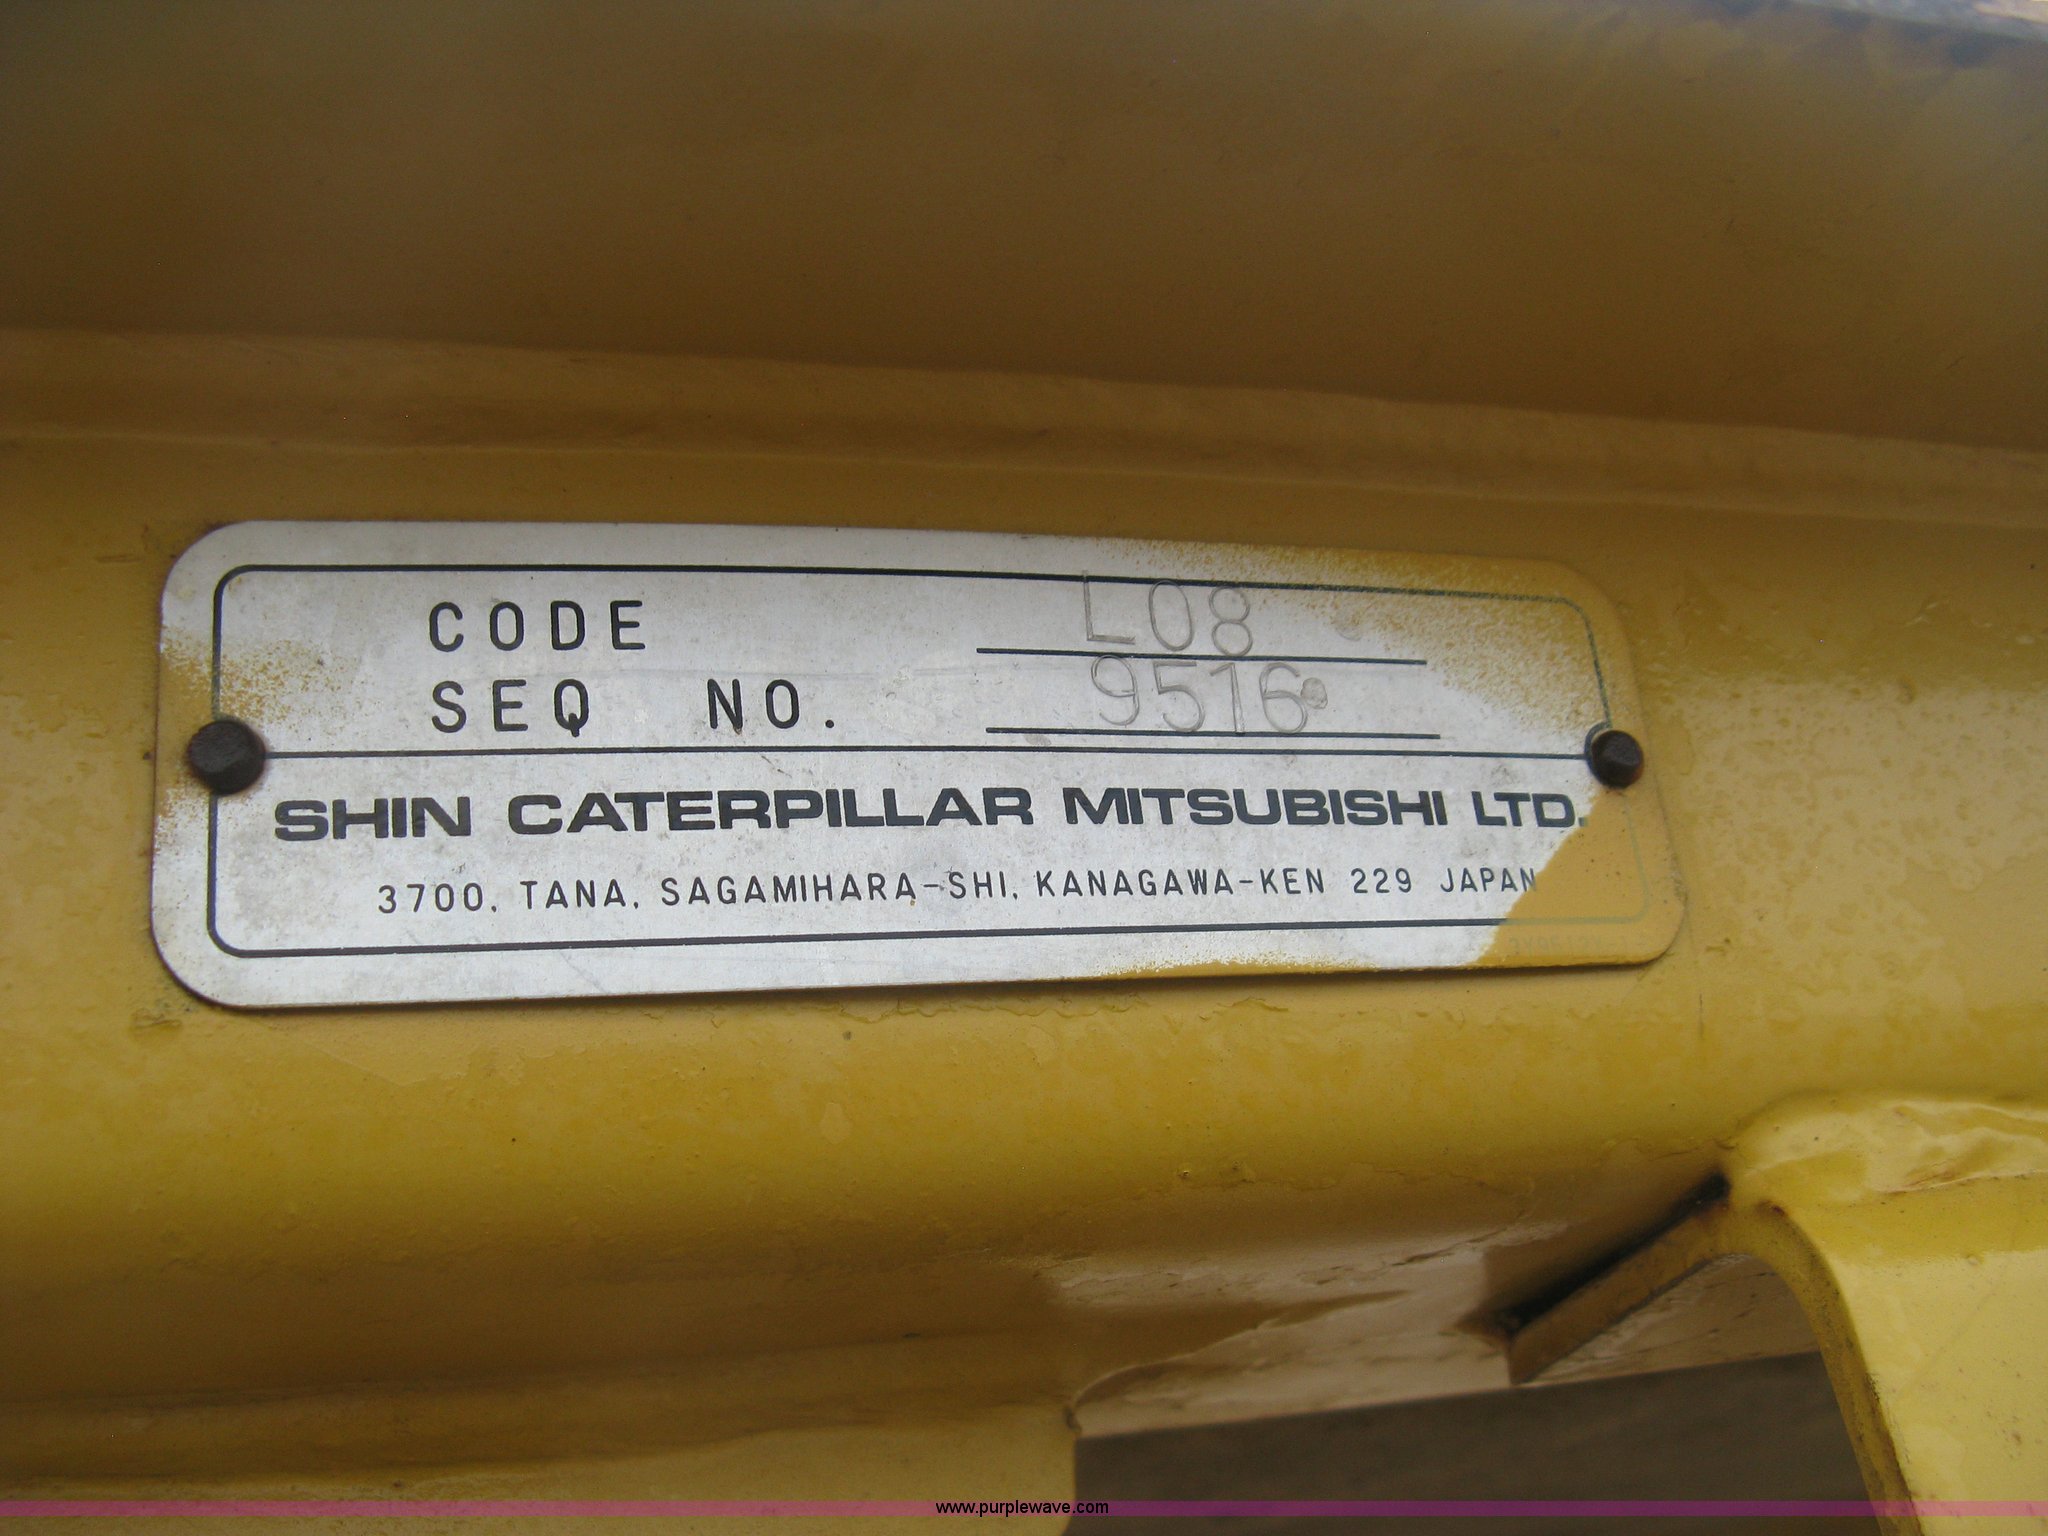 CODE L08
SEQ NO. 9516
SHIN CATERPILLAR MITSUBISHI LTD.
3700, TANA, SAGAMIHARA-SHI, KANAGAWA-KEN 229 JAPAN
www.purplewave.com